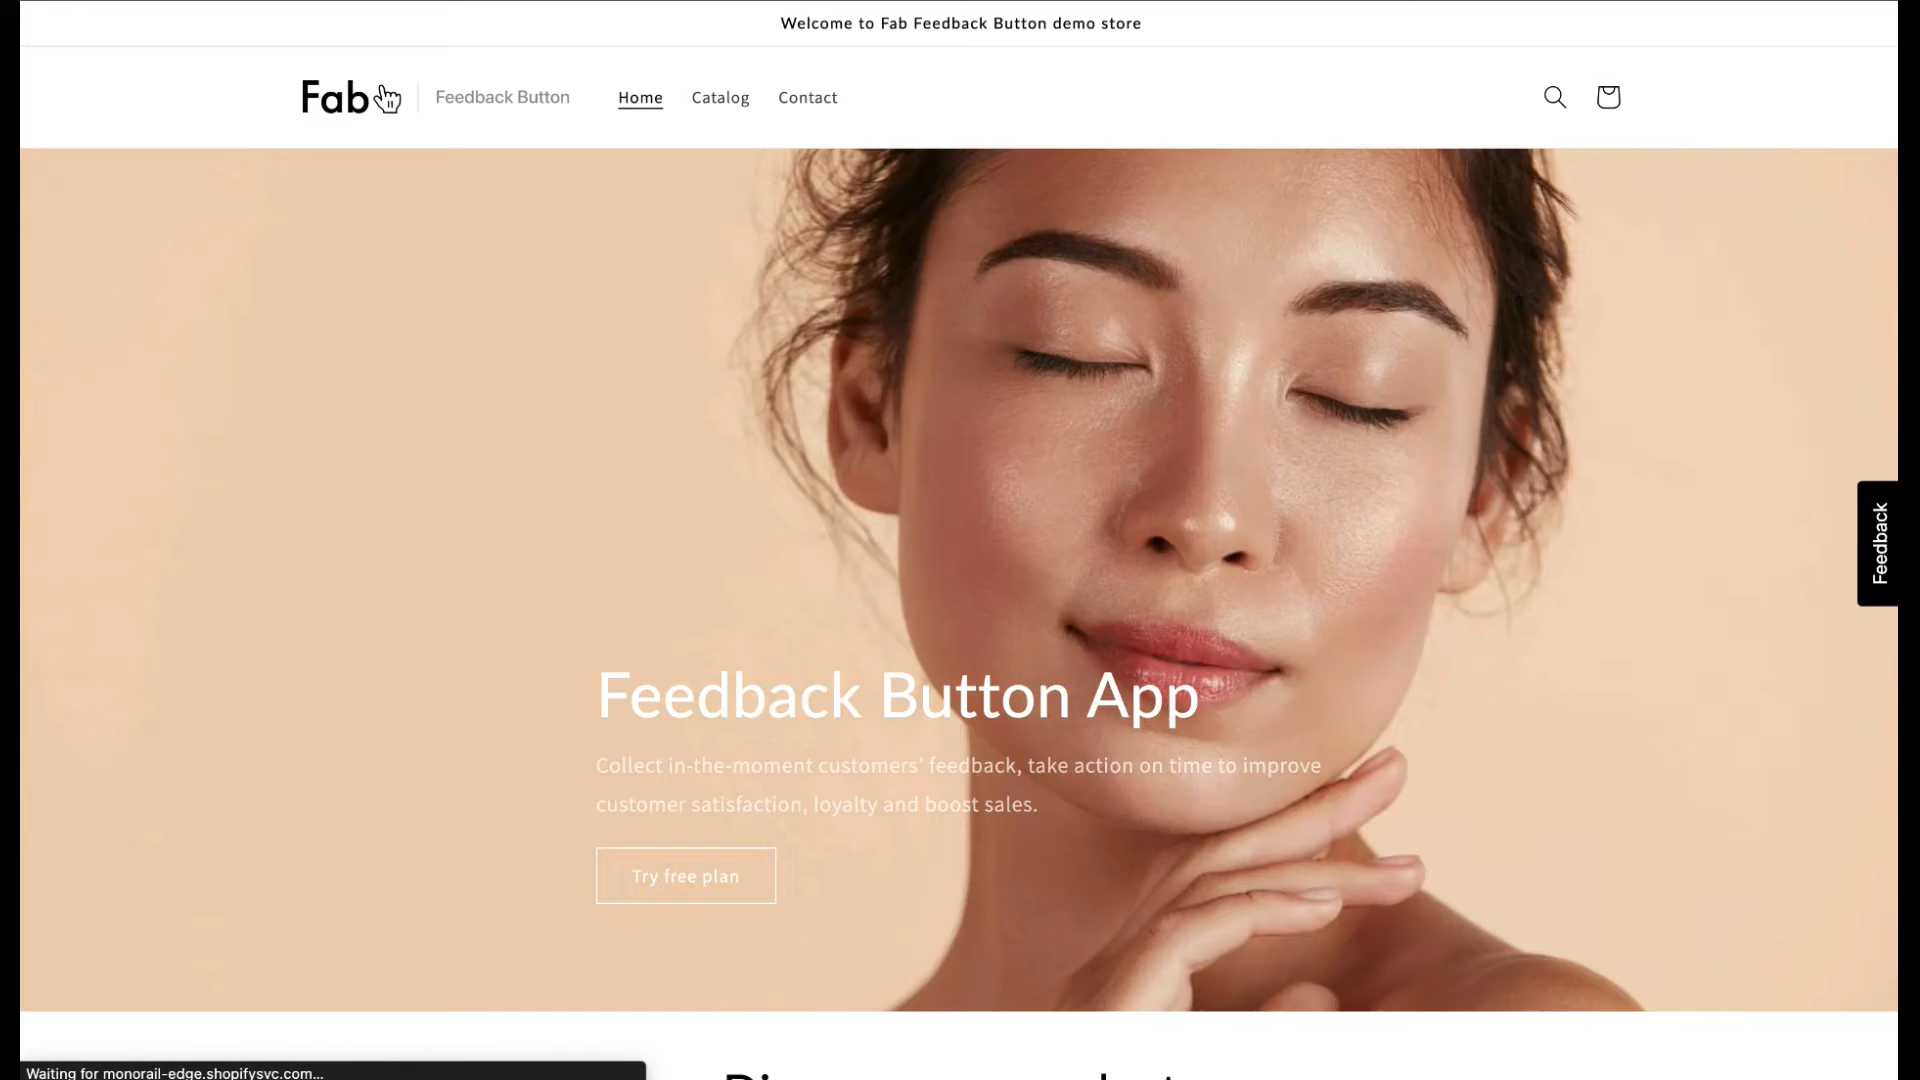 Welcome to Fab Feedback Button demo store
Fab
Feedback Button
Home
Catalog
Contact
Feedback
Feedback Button App
Collect in-the-moment customers' feedback, take action on time to improve
customer satisfaction, loyalty and boost sales.
Try free plan
Waiting for monorail-edge.shopifysvc.com...